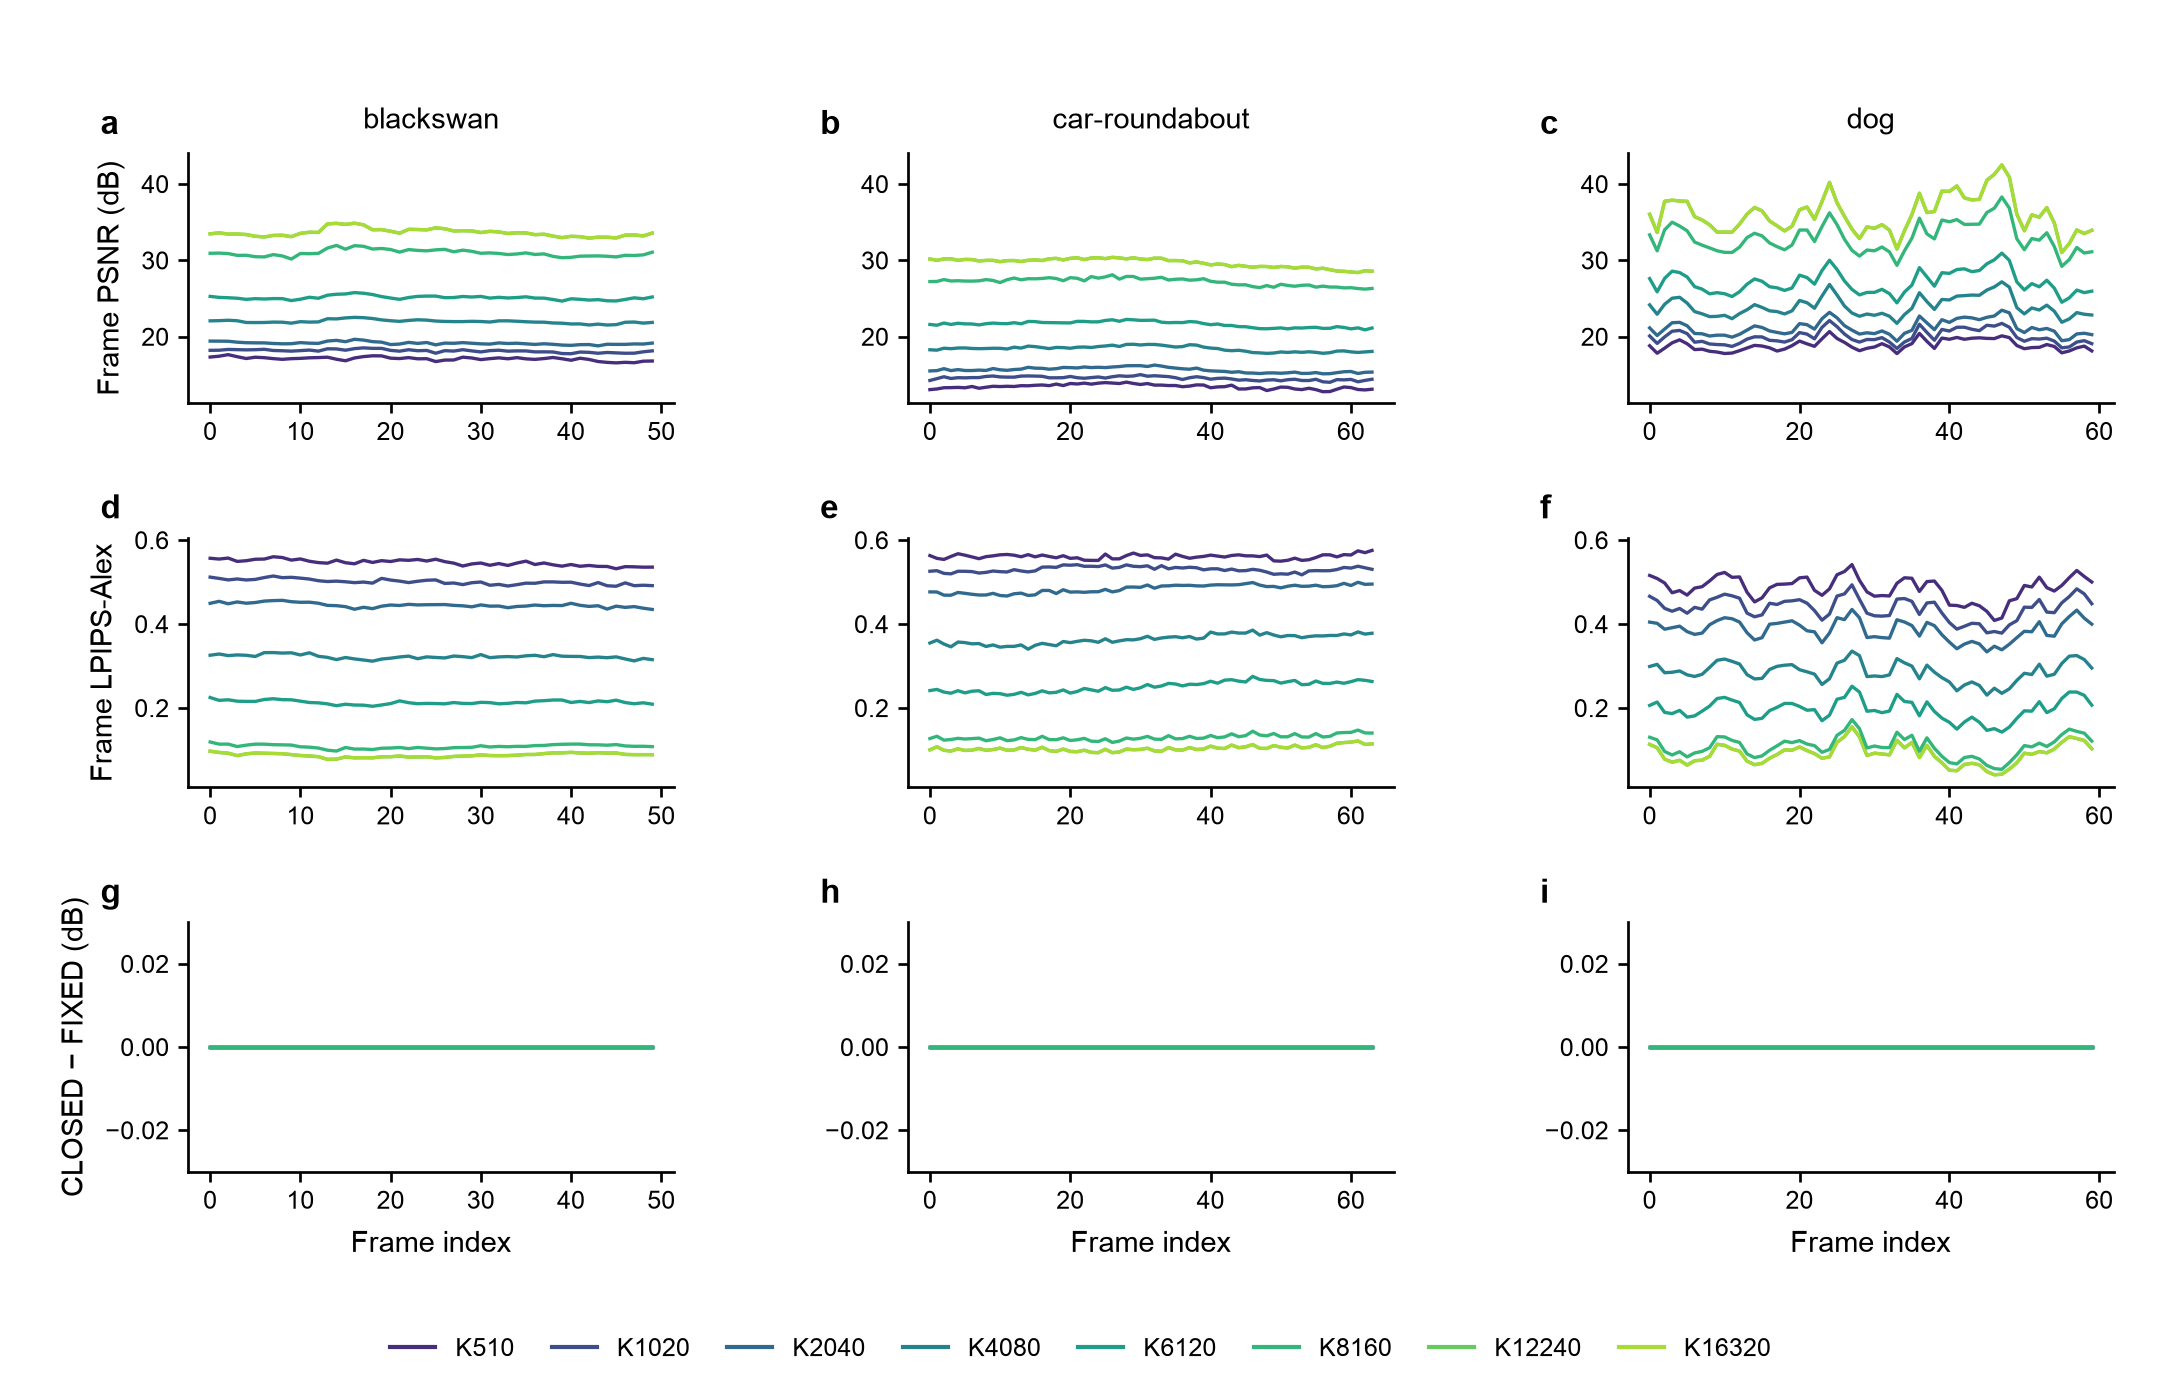 a blackswan
b car-roundabout
c dog
Frame PSNR (dB)
40
30
20
0 10 20 30 40 50
40
30
20
0 20 40 60
40
30
20
0 20 40 60
d
e
f
Frame LPIPS-Alex
0.6
0.4
0.2
0 10 20 30 40 50
0.6
0.4
0.2
0 20 40 60
0.6
0.4
0.2
0 20 40 60
g
h
i
CLOSED − FIXED (dB)
0.02
0.00
−0.02
0 10 20 30 40 50
Frame index
0.02
0.00
−0.02
0 20 40 60
Frame index
0.02
0.00
−0.02
0 20 40 60
Frame index
K510 K1020 K2040 K4080 K6120 K8160 K12240 K16320